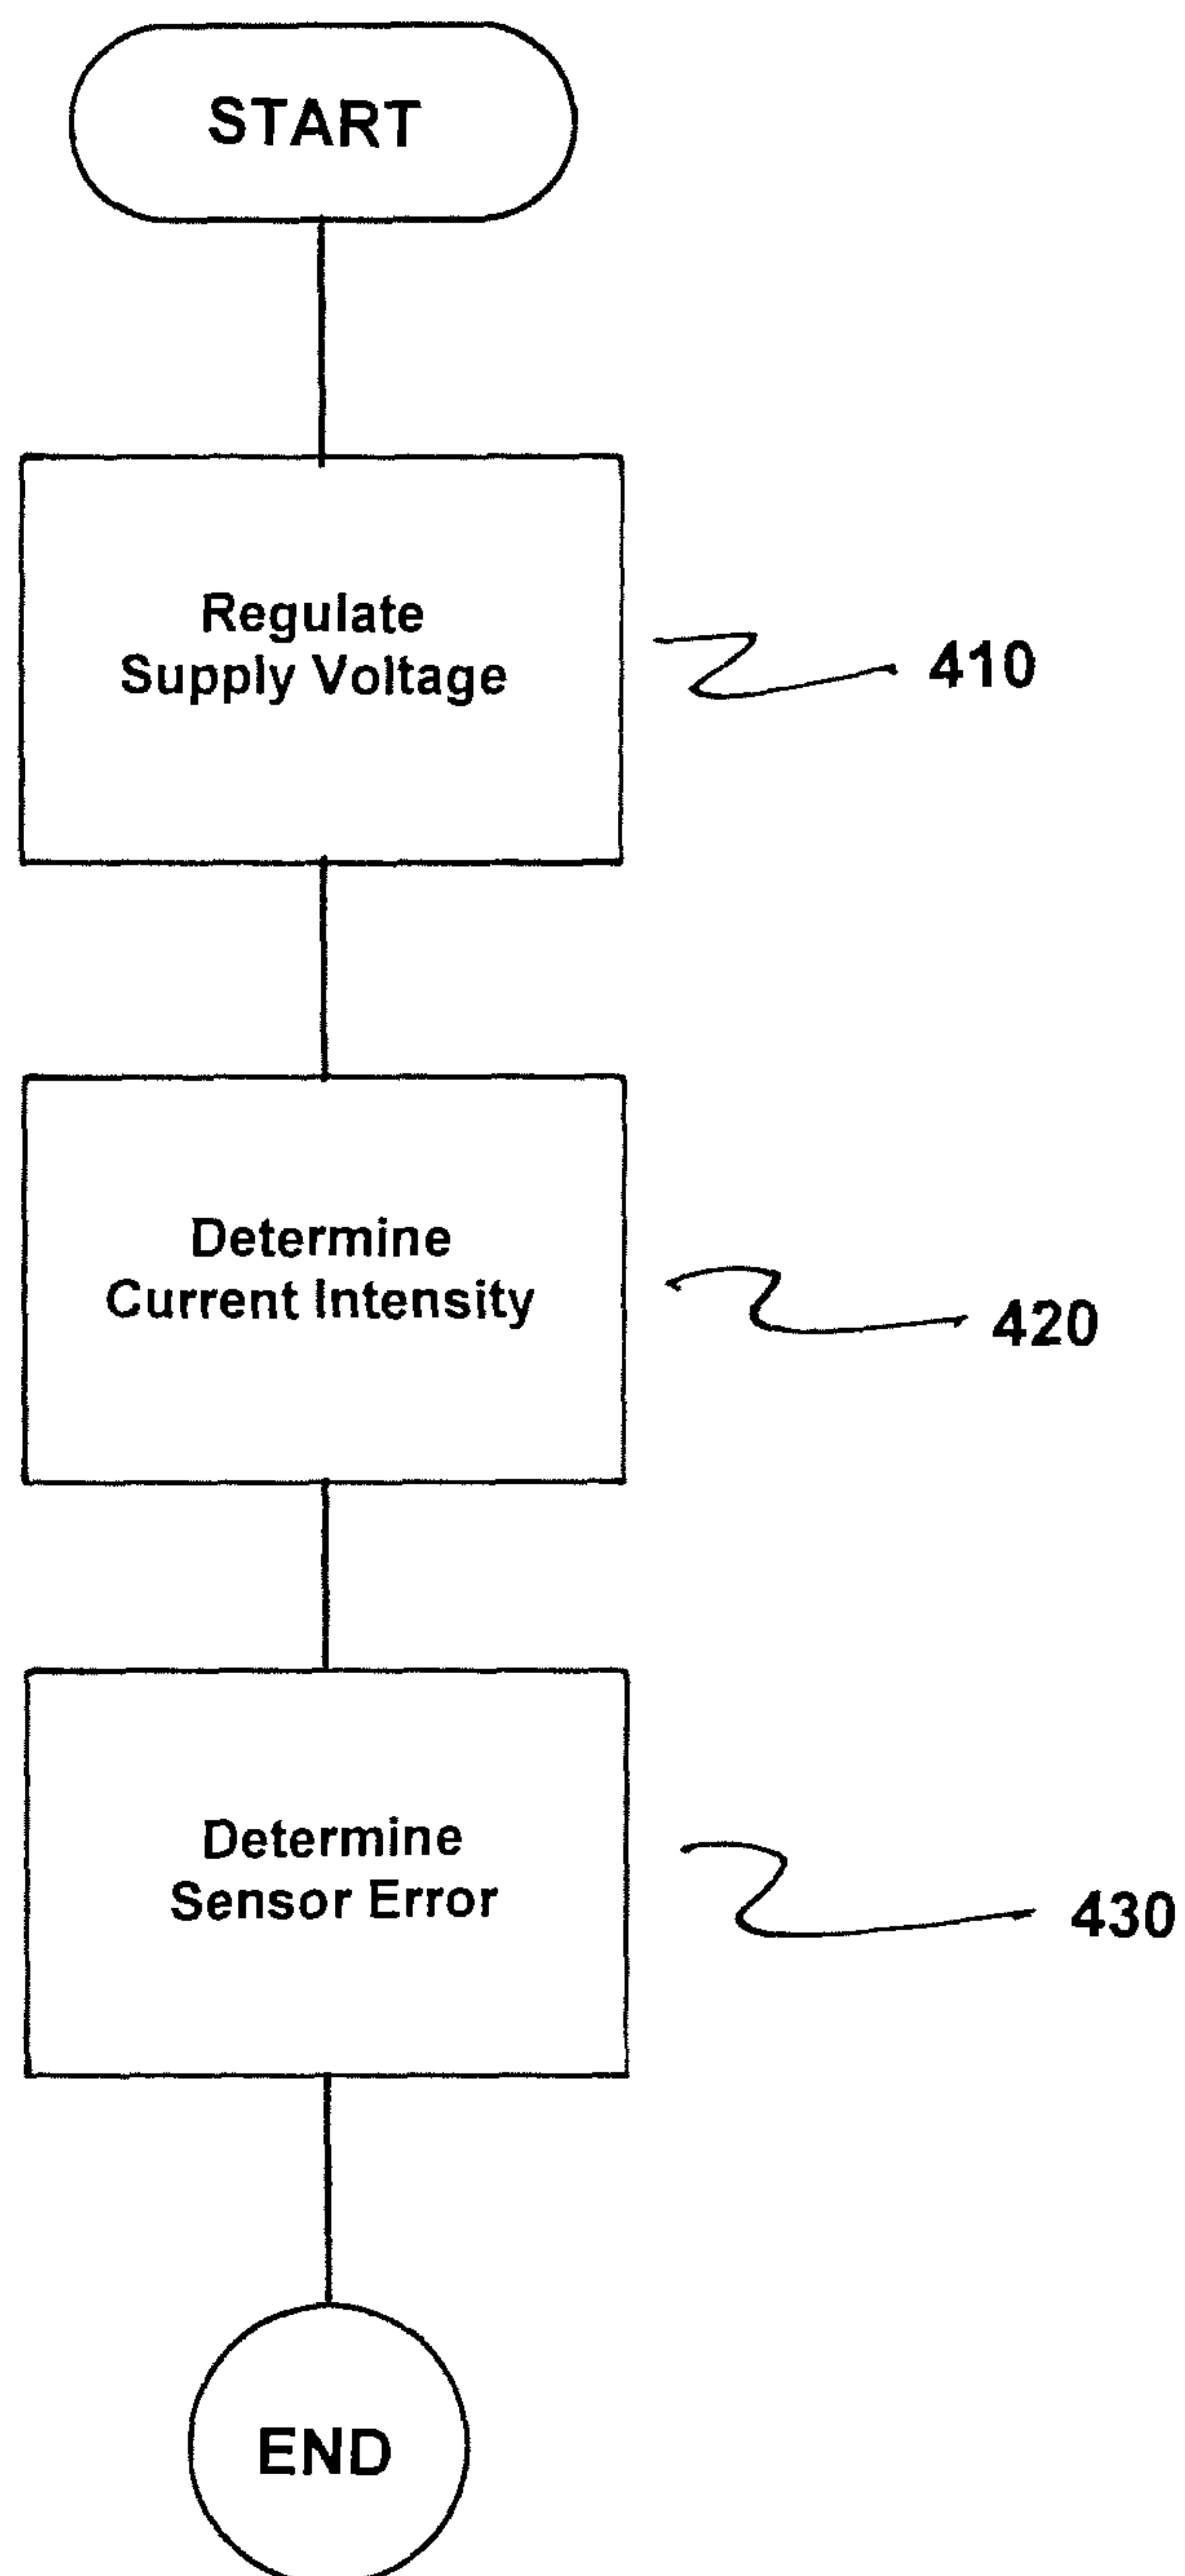 START
Regulate
Supply Voltage
410
Determine
Current Intensity
420
Determine
Sensor Error
430
END